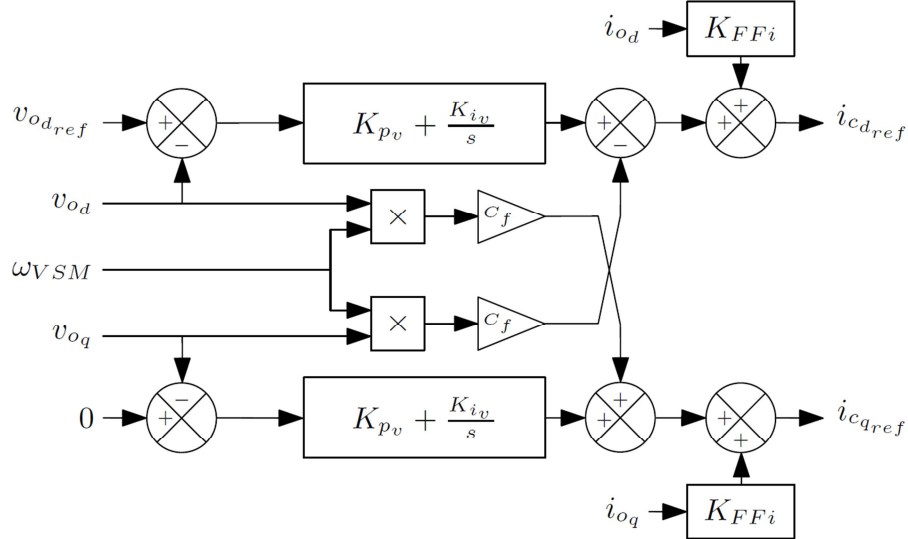 i_{o_d} K_{FFi}
v_{o_{d_{ref}}} + − K_{p_v} + \frac{K_{i_v}}{s} + − + + i_{c_{d_{ref}}}
v_{o_d} × C_f
ω_{VSM}
v_{o_q} × C_f
0 + − K_{p_v} + \frac{K_{i_v}}{s} + + + + i_{c_{q_{ref}}}
i_{o_q} K_{FFi}